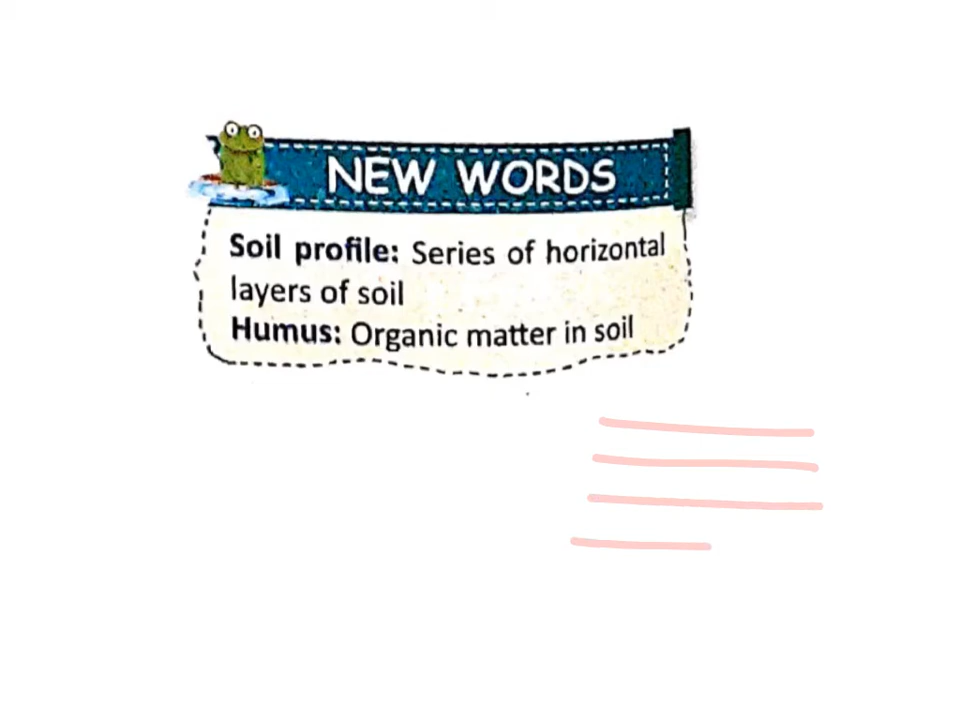 NEW WORDS
Soil profile: Series of horizontal
layers of soil
Humus: Organic matter in soil